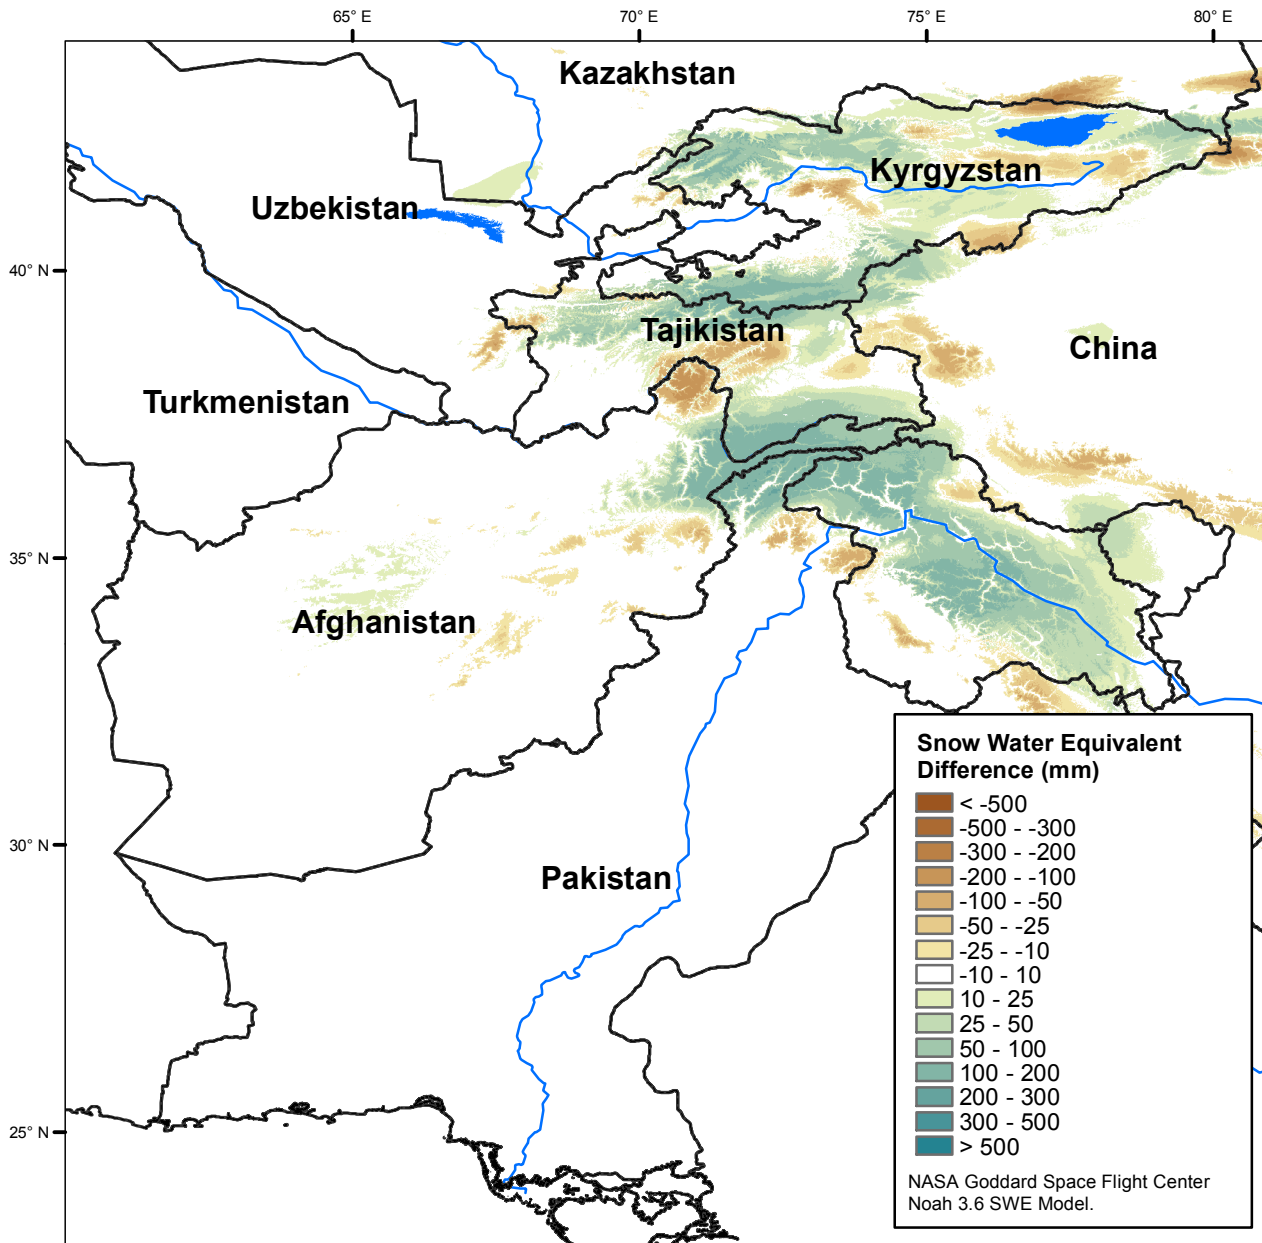 65° E
70° E
75° E
80° E
Kazakhstan
Kyrgyzstan
Uzbekistan
40° N
Tajikistan
China
Turkmenistan
35° N
Afghanistan
30° N
Pakistan
25° N
Snow Water Equivalent
Difference (mm)
< -500
-500 - -300
-300 - -200
-200 - -100
-100 - -50
-50 - -25
-25 - -10
-10 - 10
10 - 25
25 - 50
50 - 100
100 - 200
200 - 300
300 - 500
> 500
NASA Goddard Space Flight Center
Noah 3.6 SWE Model.